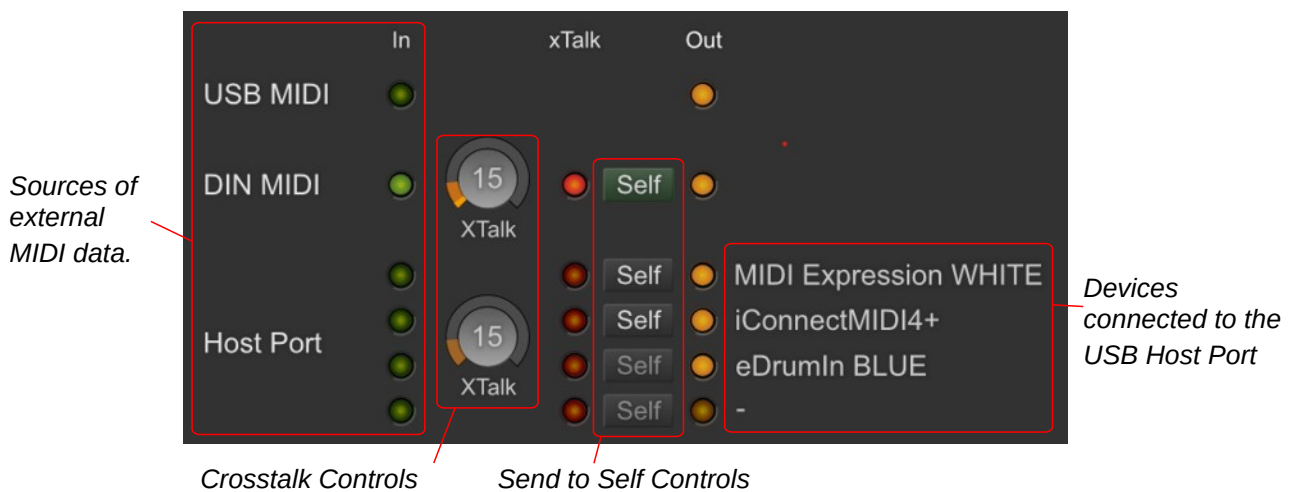 In xTalk Out
USB MIDI
Sources of
external
MIDI data.
DIN MIDI 15 Self
XTalk
Self MIDI Expression WHITE
Self iConnectMIDI4+
Host Port 15
Self eDrumIn BLUE
XTalk
Self -
Devices
connected to the
USB Host Port
Crosstalk Controls Send to Self Controls